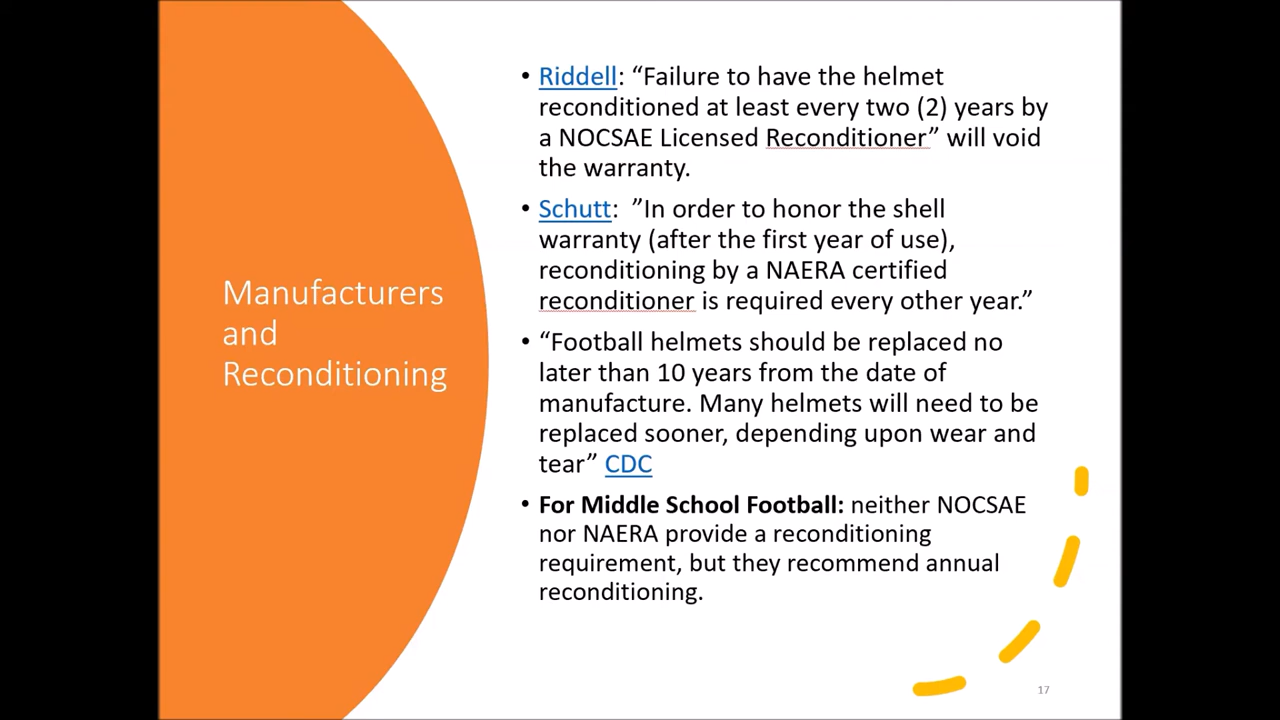 Manufacturers
and
Reconditioning
• Riddell: “Failure to have the helmet
reconditioned at least every two (2) years by
a NOCSAE Licensed Reconditioner” will void
the warranty.
• Schutt:  ”In order to honor the shell
warranty (after the first year of use),
reconditioning by a NAERA certified
reconditioner is required every other year.”
• “Football helmets should be replaced no
later than 10 years from the date of
manufacture. Many helmets will need to be
replaced sooner, depending upon wear and
tear” CDC
• For Middle School Football: neither NOCSAE
nor NAERA provide a reconditioning
requirement, but they recommend annual
reconditioning.
17